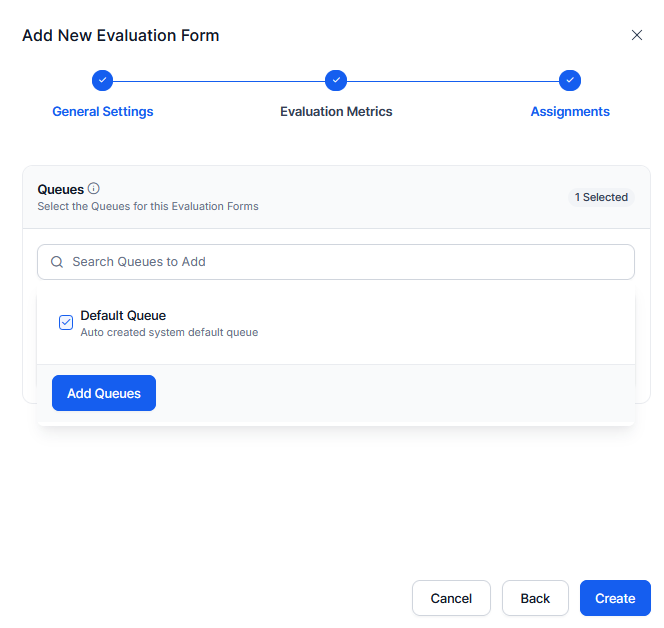 Add New Evaluation Form
General Settings
Evaluation Metrics
Assignments
Queues
Select the Queues for this Evaluation Forms
1 Selected
Search Queues to Add
Default Queue
Auto created system default queue
Add Queues
Cancel
Back
Create